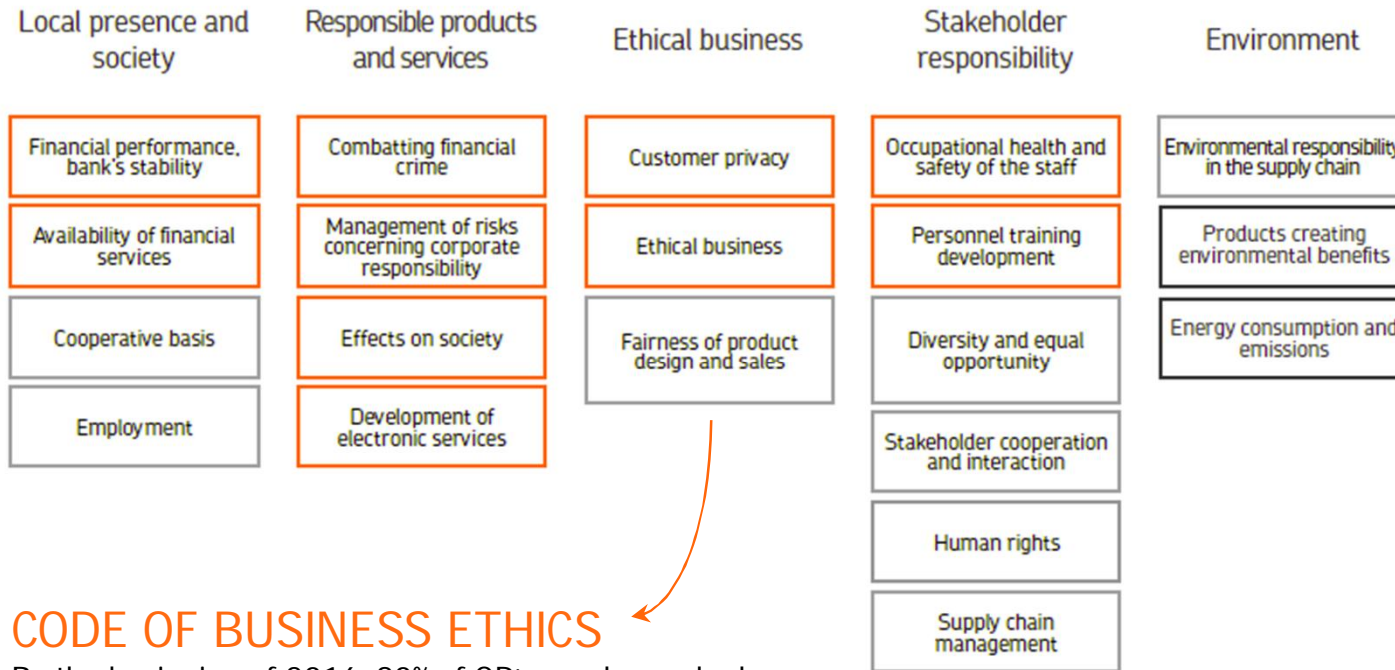 Local presence and
society
Financial performance,
bank's stability
Availability of financial
services
Cooperative basis
Employment
Responsible products
and services
Combatting financial
crime
Management of risks
concerning corporate
responsibility
Effects on society
Development of
electronic services
Ethical business
Customer privacy
Ethical business
Fairness of product
design and sales
Stakeholder
responsibility
Occupational health and
safety of the staff
Personnel training
development
Diversity and equal
opportunity
Stakeholder cooperation
and interaction
Human rights
Supply chain
management
Environment
Environmental responsibility
in the supply chain
Products creating
environmental benefits
Energy consumption and
emissions
CODE OF BUSINESS ETHICS